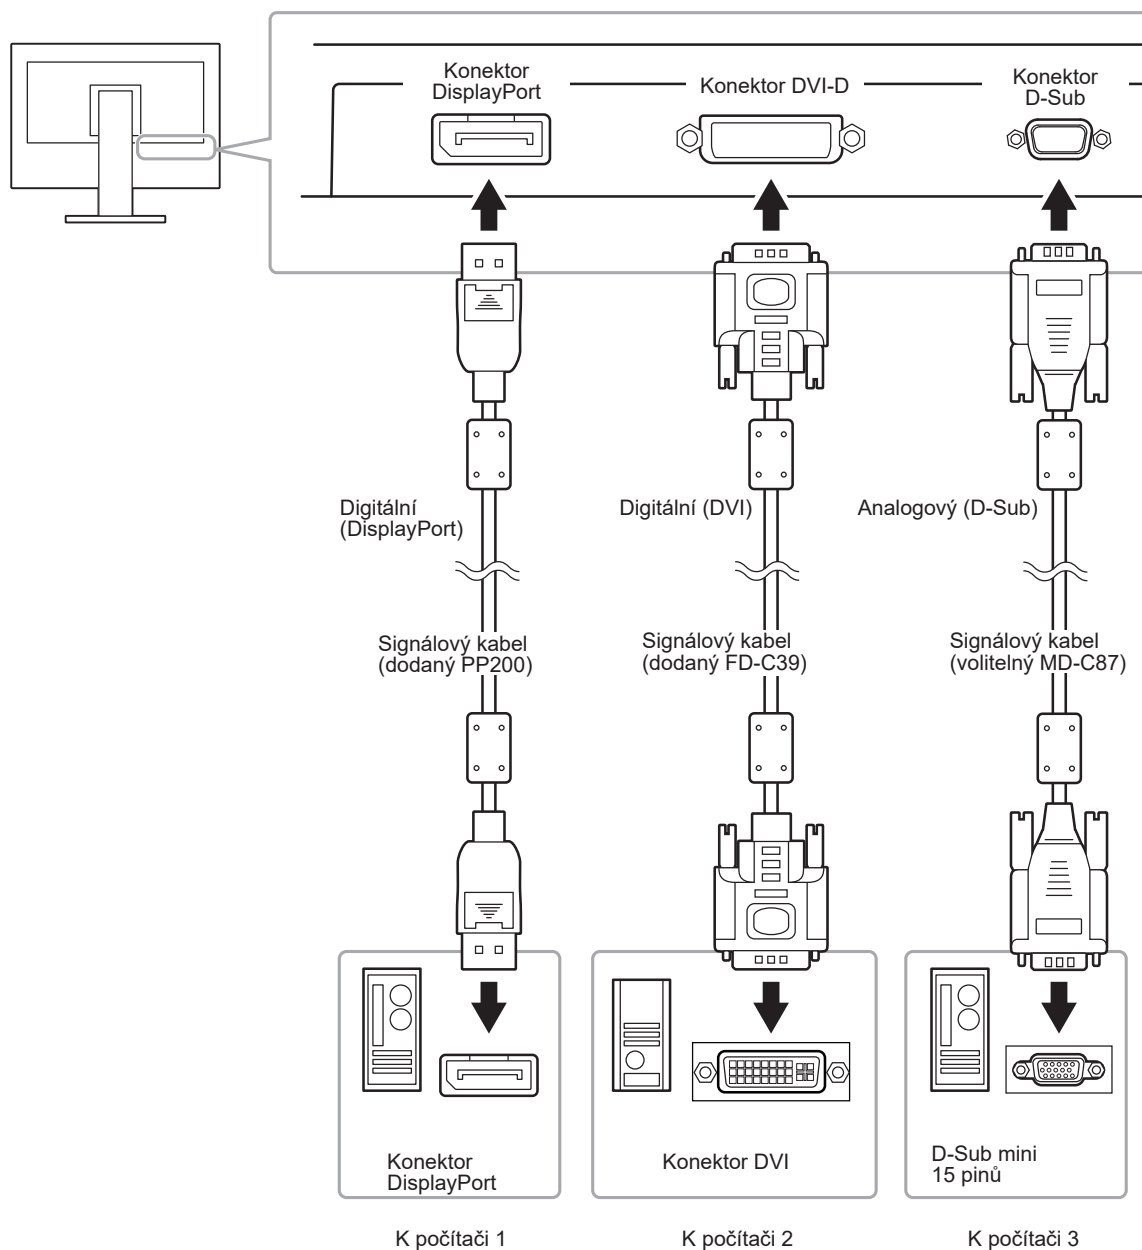 Konektor
DisplayPort
Konektor DVI-D
Konektor
D-Sub
Digitální
(DisplayPort)
Digitální (DVI)
Analogový (D-Sub)
Signálový kabel
(dodaný PP200)
Signálový kabel
(dodaný FD-C39)
Signálový kabel
(volitelný MD-C87)
Konektor
DisplayPort
Konektor DVI
D-Sub mini
15 pinů
K počítači 1
K počítači 2
K počítači 3